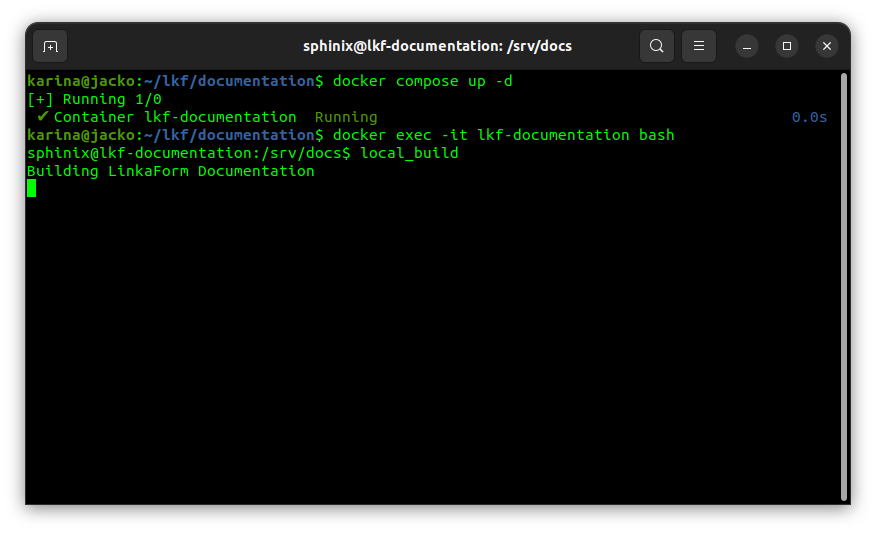 sphinix@lkf-documentation: /srv/docs
karina@jacko:~/lkf/documentation$ docker compose up -d
[+] Running 1/0
✔ Container lkf-documentation  Running 0.0s
karina@jacko:~/lkf/documentation$ docker exec -it lkf-documentation bash
sphinix@lkf-documentation:/srv/docs$ local_build
Building LinkaForm Documentation